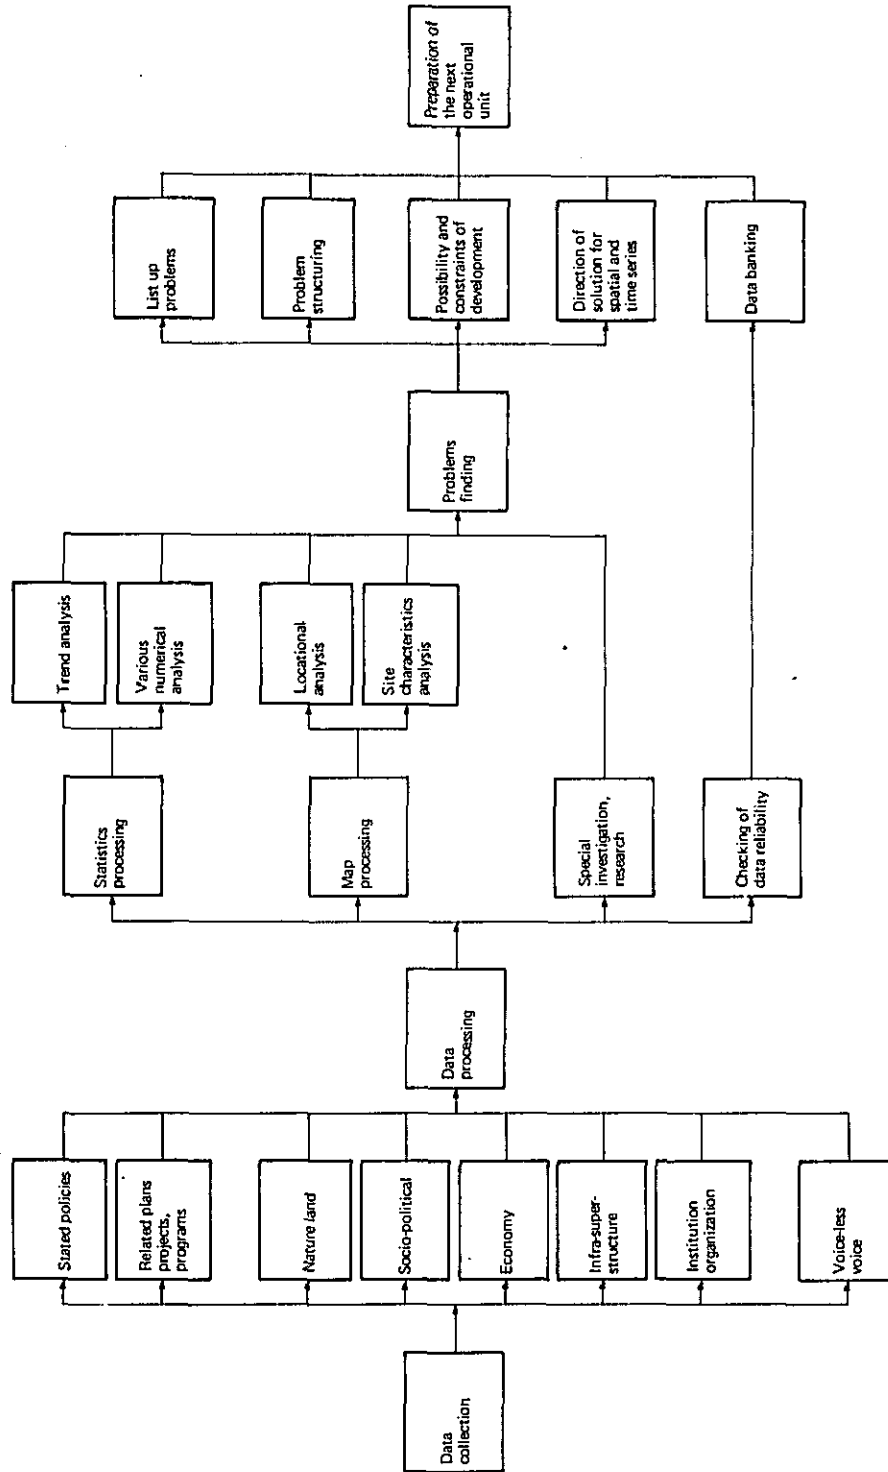 Data
collection
Stated policies
Related plans
projects,
programs
Nature land
Socio-political
Economy
Infra-super-
structure
Institution
organization
Voice-less
voice
Data
processing
Statistics
processing
Map
processing
Special
investigation,
research
Checking of
data reliability
Trend analysis
Various
numerical
analysis
Locational
analysis
Site
characteristics
analysis
Problems
finding
List up
problems
Problem
structuring
Possibility and
constraints of
development
Direction of
solution for
spatial and
time series
Data banking
Preparation of
the next
operational
unit